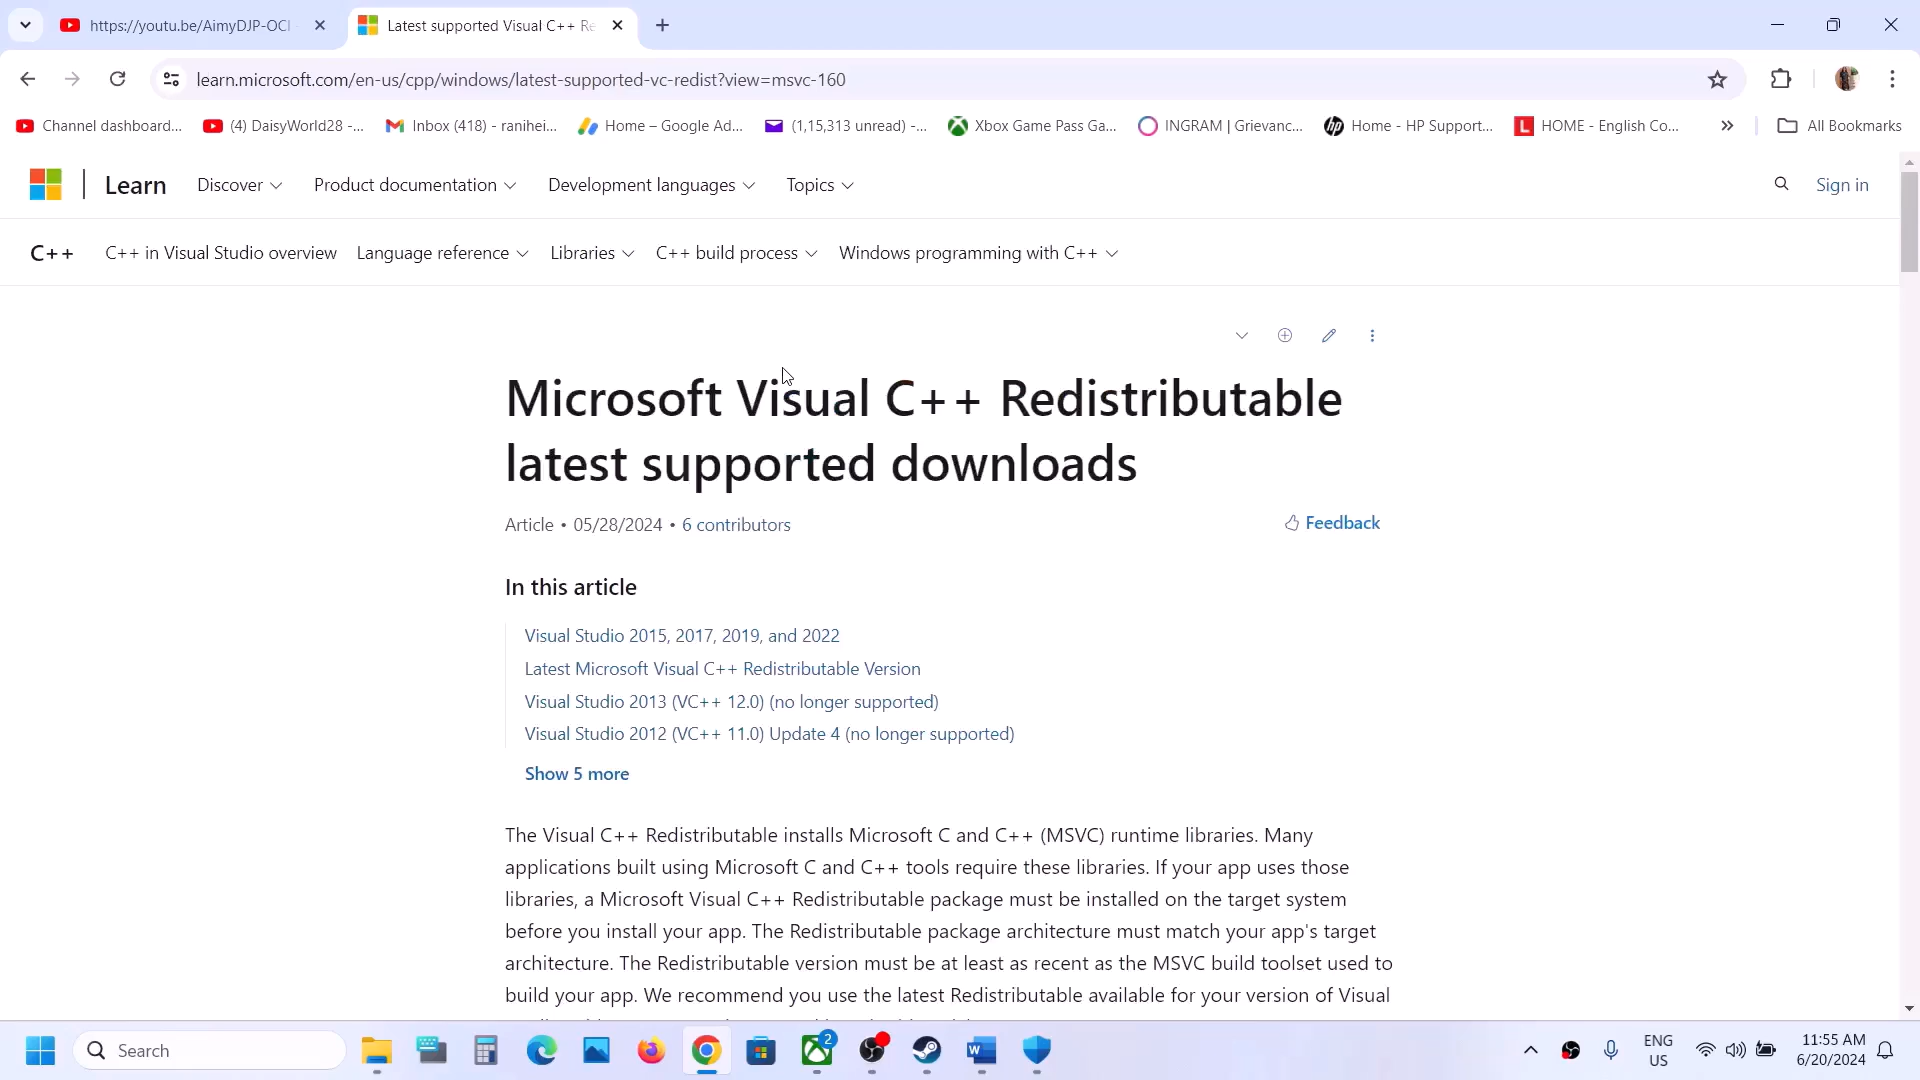 https://youtu.be/AimyDJP-OCI
Latest supported Visual C++ Re
learn.microsoft.com/en-us/cpp/windows/latest-supported-vc-redist?view=msvc-160
Channel dashboard...
(4) DaisyWorld28 -...
Inbox (418) - ranihei...
Home – Google Ad...
(1,15,313 unread) -...
Xbox Game Pass Ga...
INGRAM | Grievanc...
Home - HP Support...
HOME - English Co...
All Bookmarks
Learn
Discover
Product documentation
Development languages
Topics
Sign in
C++
C++ in Visual Studio overview
Language reference
Libraries
C++ build process
Windows programming with C++
Microsoft Visual C++ Redistributable
latest supported downloads
Article • 05/28/2024 • 6 contributors
Feedback
In this article
Visual Studio 2015, 2017, 2019, and 2022
Latest Microsoft Visual C++ Redistributable Version
Visual Studio 2013 (VC++ 12.0) (no longer supported)
Visual Studio 2012 (VC++ 11.0) Update 4 (no longer supported)
Show 5 more
The Visual C++ Redistributable installs Microsoft C and C++ (MSVC) runtime libraries. Many
applications built using Microsoft C and C++ tools require these libraries. If your app uses those
libraries, a Microsoft Visual C++ Redistributable package must be installed on the target system
before you install your app. The Redistributable package architecture must match your app's target
architecture. The Redistributable version must be at least as recent as the MSVC build toolset used to
build your app. We recommend you use the latest Redistributable available for your version of Visual
Search
2
ENG
US
11:55 AM
6/20/2024